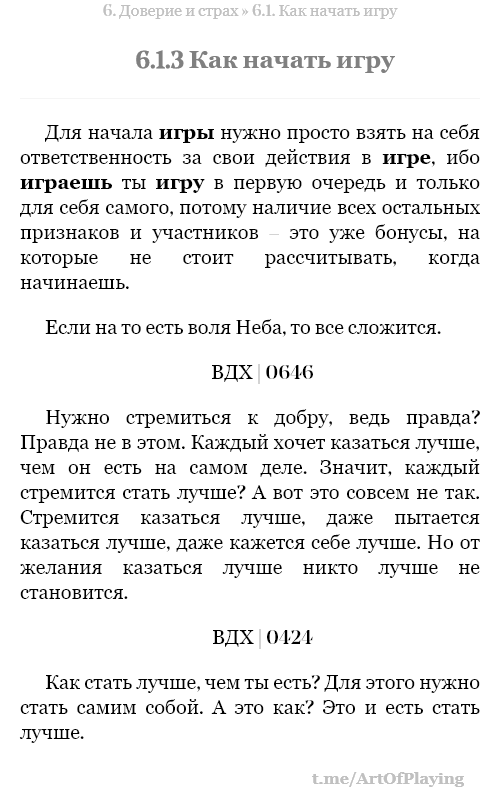 6. Доверие и страх » 6.1. Как начать игру
6.1.3 Как начать игру
Для начала игры нужно просто взять на себя
ответственность за свои действия в игре, ибо
играешь ты игру в первую очередь и только
для себя самого, потому наличие всех остальных
признаков и участников – это уже бонусы, на
которые не стоит рассчитывать, когда
начинаешь.
Если на то есть воля Неба, то все сложится.
ВДХ | 0646
Нужно стремиться к добру, ведь правда?
Правда не в этом. Каждый хочет казаться лучше,
чем он есть на самом деле. Значит, каждый
стремится стать лучше? А вот это совсем не так.
Стремится казаться лучше, даже пытается
казаться лучше, даже кажется себе лучше. Но от
желания казаться лучше никто лучше не
становится.
ВДХ | 0424
Как стать лучше, чем ты есть? Для этого нужно
стать самим собой. А это как? Это и есть стать
лучше.
t.me/ArtOfPlaying